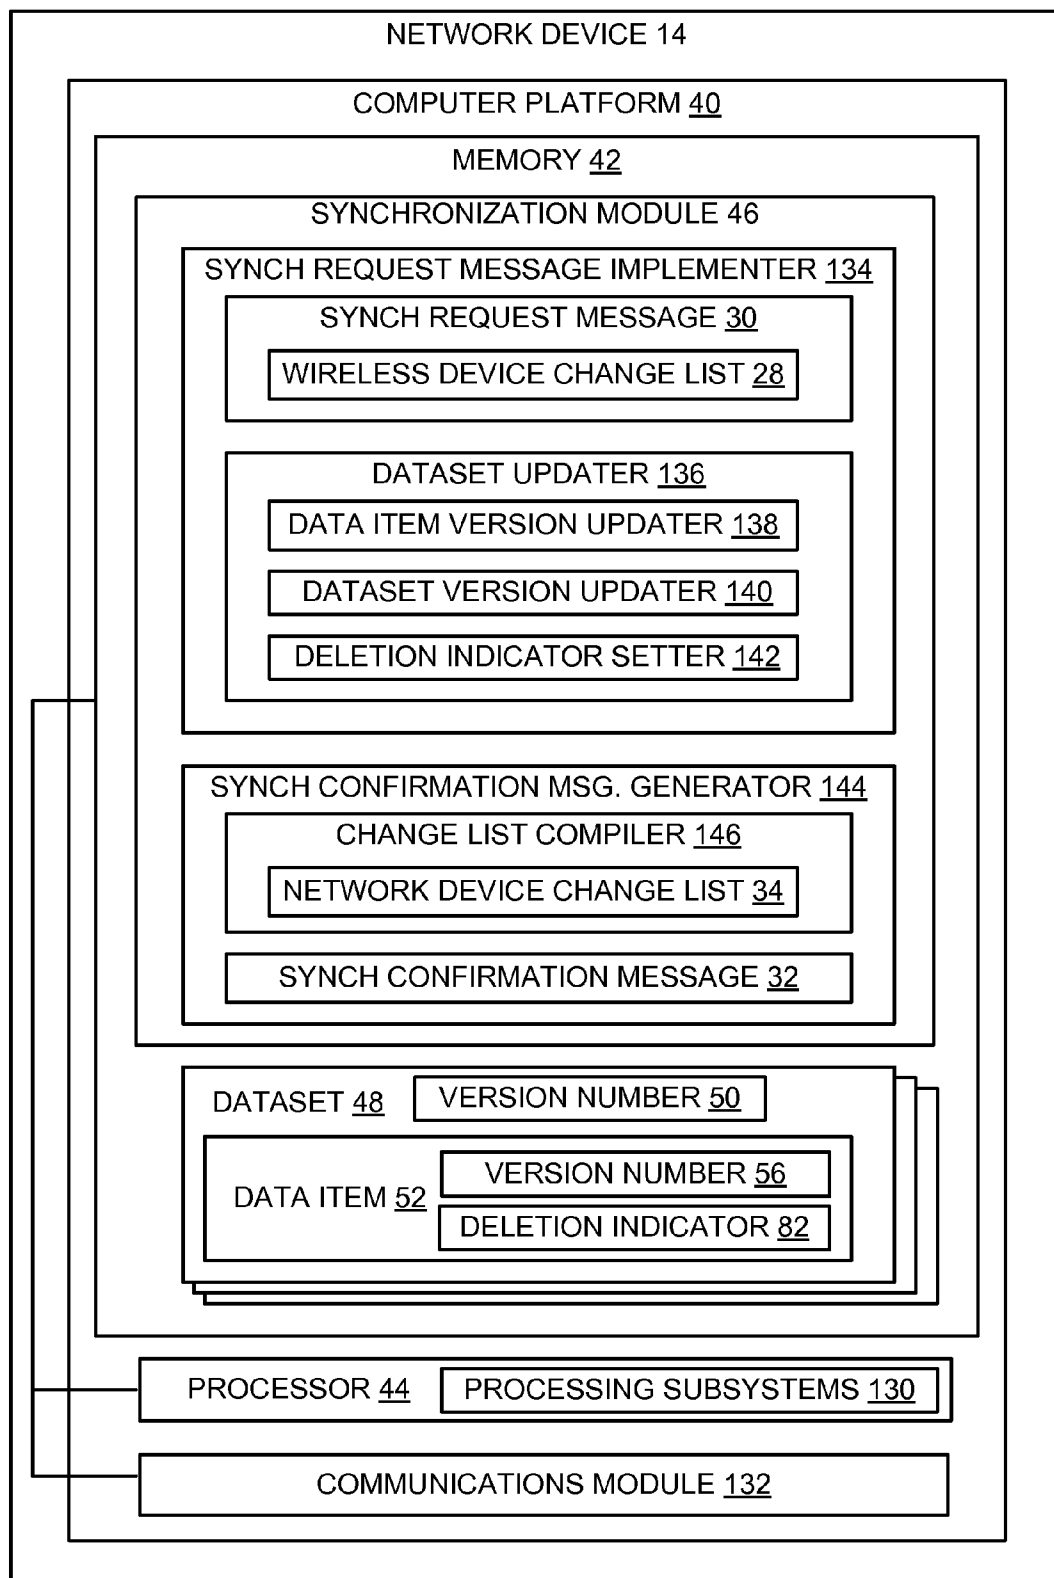 NETWORK DEVICE 14
COMPUTER PLATFORM 40
MEMORY 42
SYNCHRONIZATION MODULE 46
SYNCH REQUEST MESSAGE IMPLEMENTER 134
SYNCH REQUEST MESSAGE 30
WIRELESS DEVICE CHANGE LIST 28
DATASET UPDATER 136
DATA ITEM VERSION UPDATER 138
DATASET VERSION UPDATER 140
DELETION INDICATOR SETTER 142
SYNCH CONFIRMATION MSG. GENERATOR 144
CHANGE LIST COMPILER 146
NETWORK DEVICE CHANGE LIST 34
SYNCH CONFIRMATION MESSAGE 32
DATASET 48
VERSION NUMBER 50
DATA ITEM 52
VERSION NUMBER 56
DELETION INDICATOR 82
PROCESSOR 44
PROCESSING SUBSYSTEMS 130
COMMUNICATIONS MODULE 132